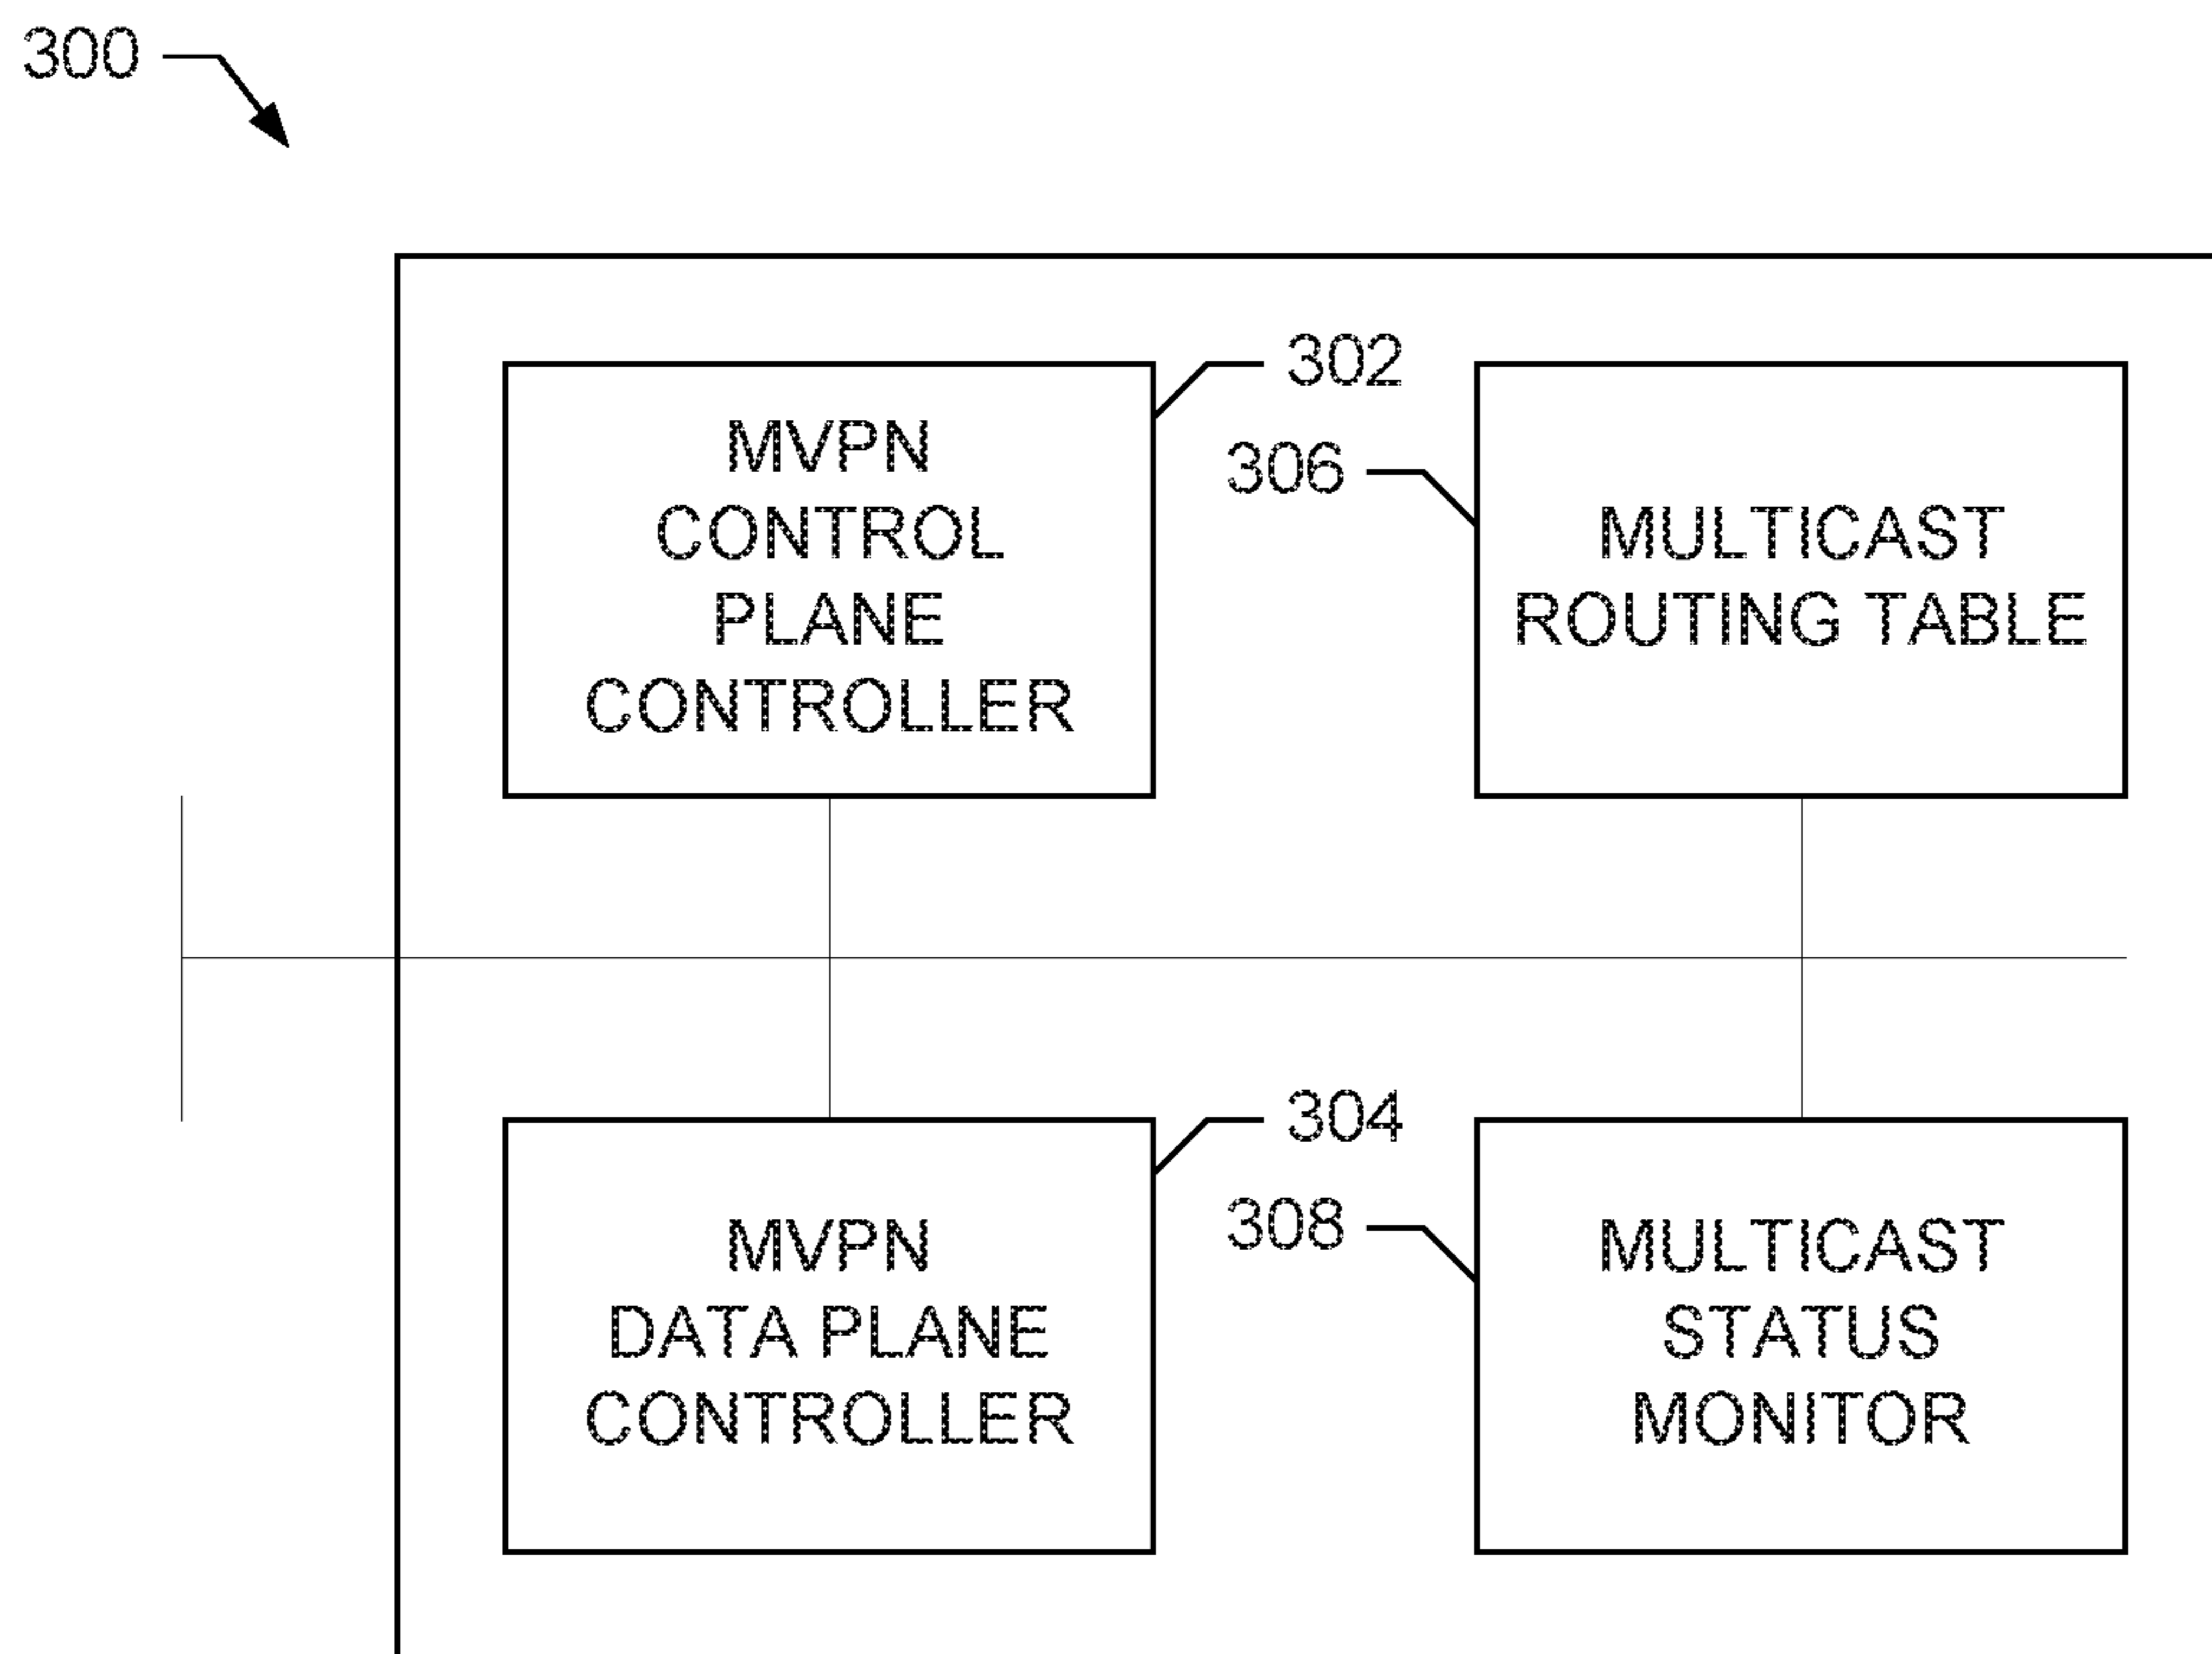 300
302
MVPN
CONTROL
PLANE
CONTROLLER
306
MULTICAST
ROUTING TABLE
304
MVPN
DATA PLANE
CONTROLLER
308
MULTICAST
STATUS
MONITOR